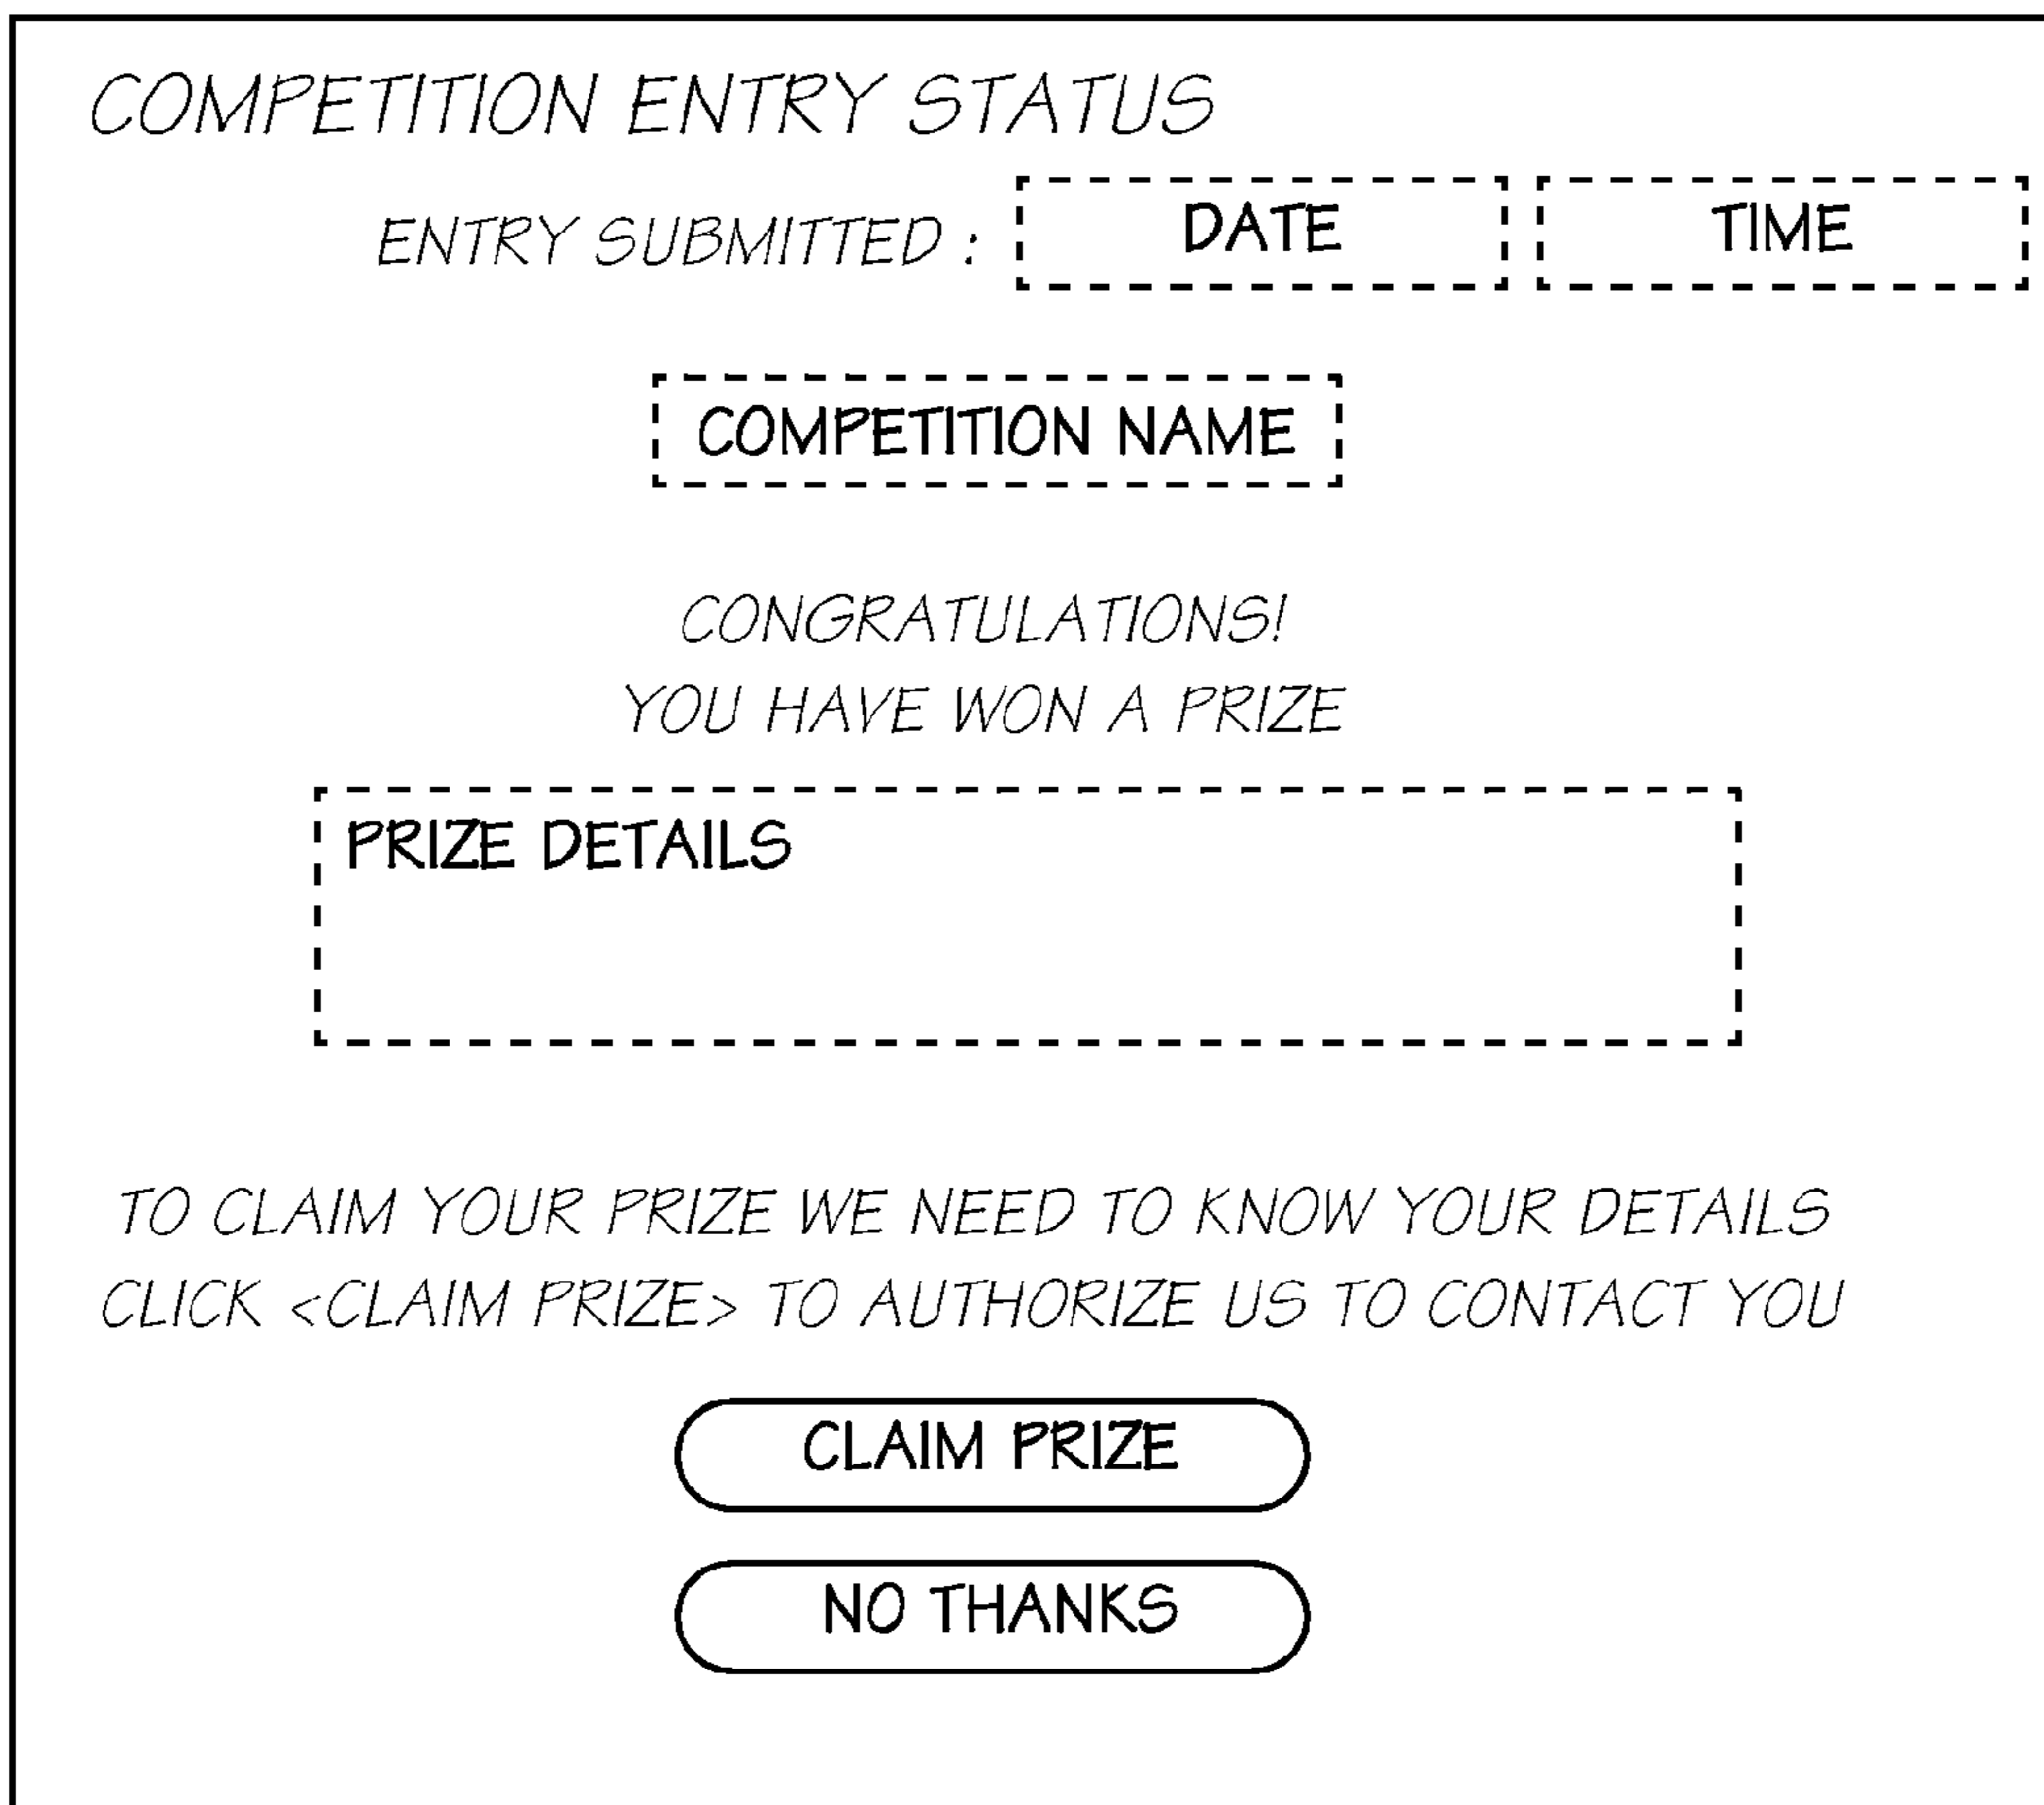 COMPETITION ENTRY STATUS
ENTRY SUBMITTED : DATE TIME
COMPETITION NAME
CONGRATULATIONS!
YOU HAVE WON A PRIZE
PRIZE DETAILS
TO CLAIM YOUR PRIZE WE NEED TO KNOW YOUR DETAILS
CLICK <CLAIM PRIZE> TO AUTHORIZE US TO CONTACT YOU
CLAIM PRIZE
NO THANKS